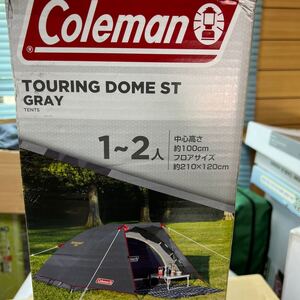 Coleman
TOURING DOME ST
GRAY
TENTS
1~2人
中心高さ
約100cm
フロアサイズ
約210×120cm
Coleman